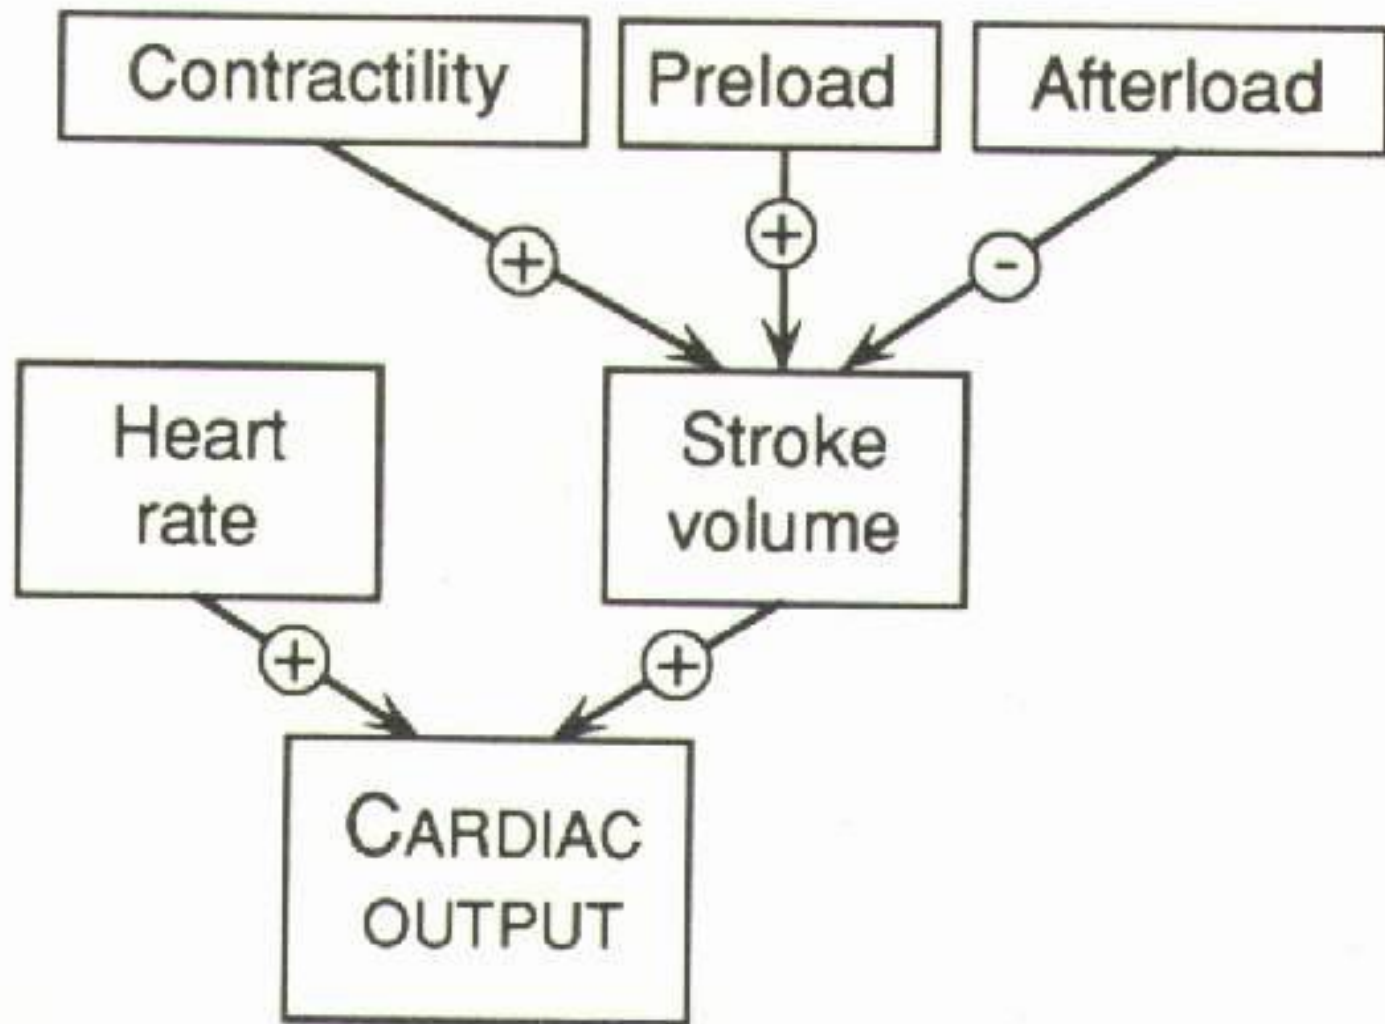 Contractility
Preload
Afterload
+
+
-
Heart
rate
Stroke
volume
+
+
CARDIAC
OUTPUT